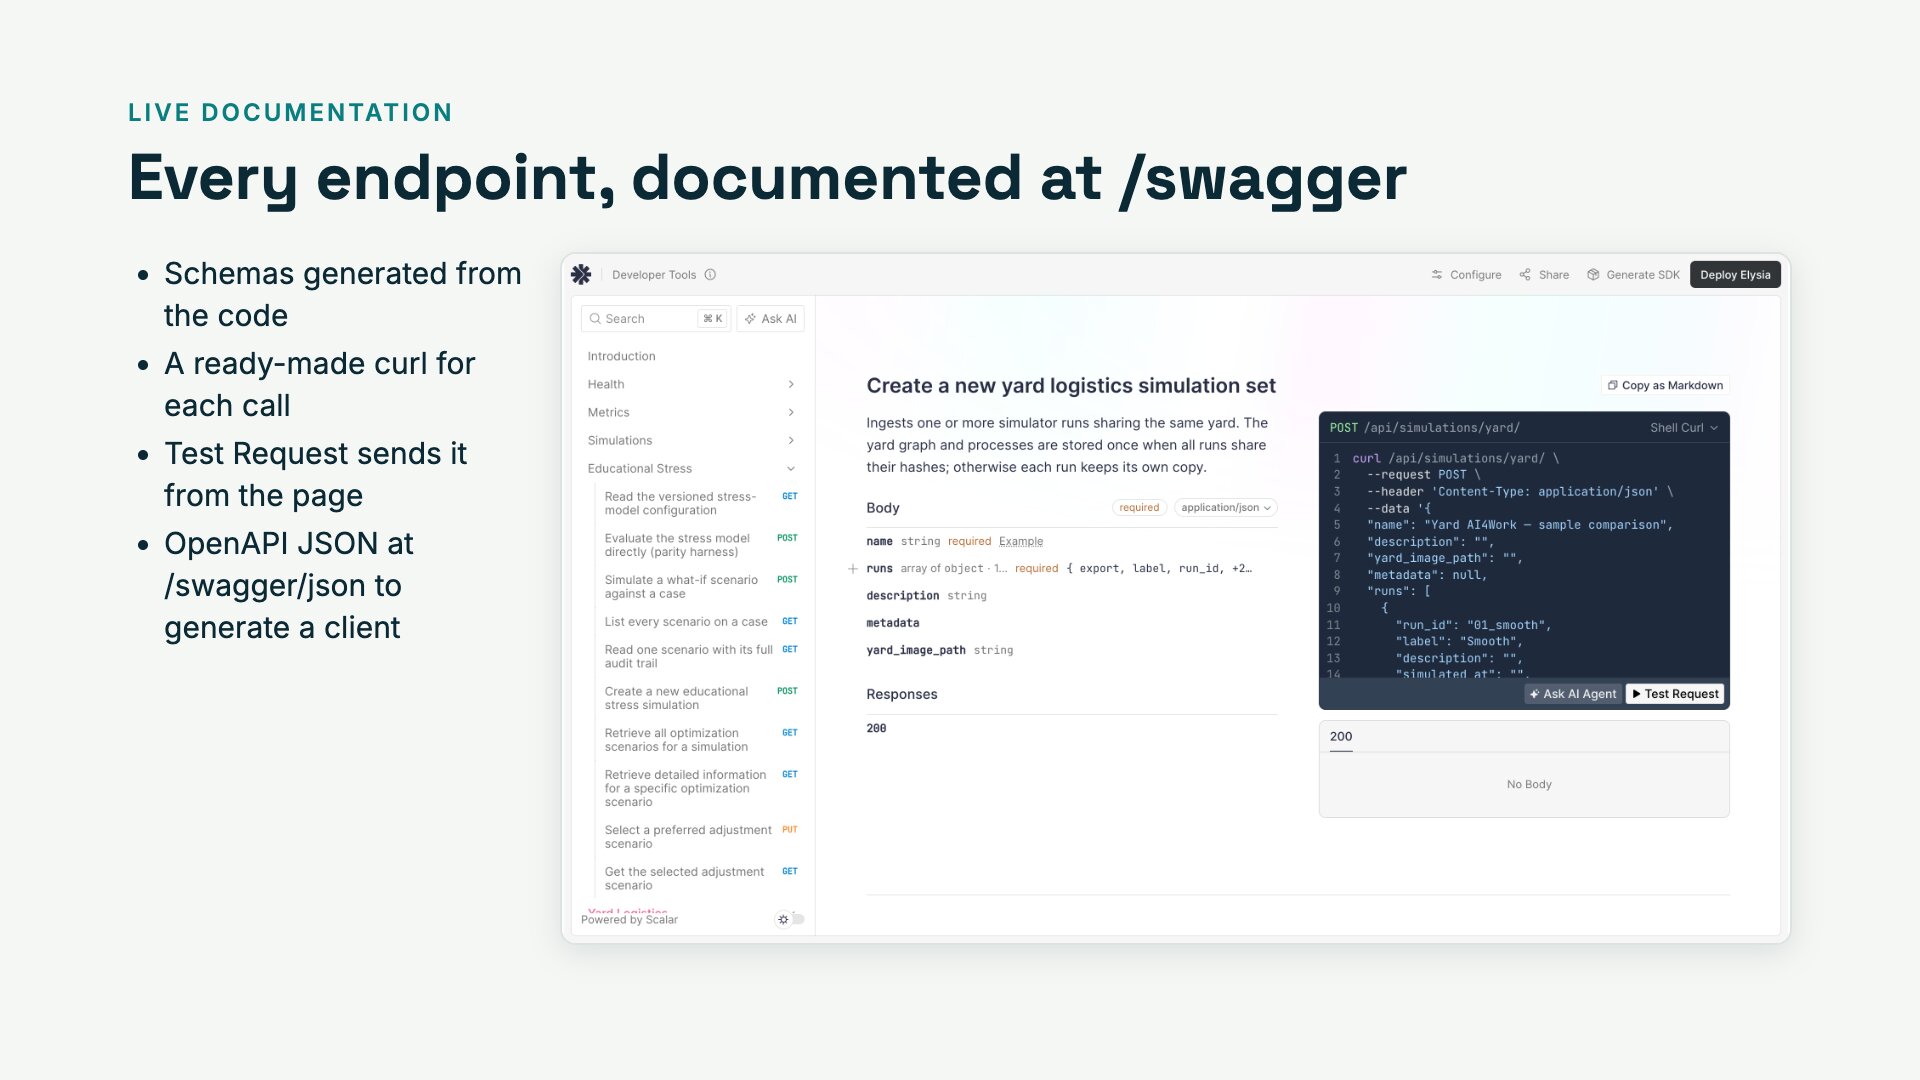 LIVE DOCUMENTATION
Every endpoint, documented at /swagger
• Schemas generated from
the code
• A ready-made curl for
each call
• Test Request sends it
from the page
• OpenAPI JSON at
/swagger/json to
generate a client
Developer Tools
Configure
Share
Generate SDK
Deploy Elysia
Search
⌘ K
Ask AI
Introduction
Health
Metrics
Simulations
Educational Stress
Read the versioned stress- GET
model configuration
Evaluate the stress model POST
directly (parity harness)
Simulate a what-if scenario POST
against a case
List every scenario on a case GET
Read one scenario with its full GET
audit trail
Create a new educational POST
stress simulation
Retrieve all optimization GET
scenarios for a simulation
Retrieve detailed information GET
for a specific optimization
scenario
Select a preferred adjustment PUT
scenario
Get the selected adjustment GET
scenario
Yard Logistics
Powered by Scalar
Create a new yard logistics simulation set
Ingests one or more simulator runs sharing the same yard. The
yard graph and processes are stored once when all runs share
their hashes; otherwise each run keeps its own copy.
Body required application/json
name string required Example
runs array of object · 1… required { export, label, run_id, +2…
description string
metadata
yard_image_path string
Responses
200
Copy as Markdown
POST /api/simulations/yard/ Shell Curl
1 curl /api/simulations/yard/ \
2 --request POST \
3 --header 'Content-Type: application/json' \
4 --data '{
5 "name": "Yard AI4Work — sample comparison",
6 "description": "",
7 "yard_image_path": "",
8 "metadata": null,
9 "runs": [
10 {
11 "run_id": "01_smooth",
12 "label": "Smooth",
13 "description": "",
14 "simulated_at": "",
Ask AI Agent
Test Request
200
No Body